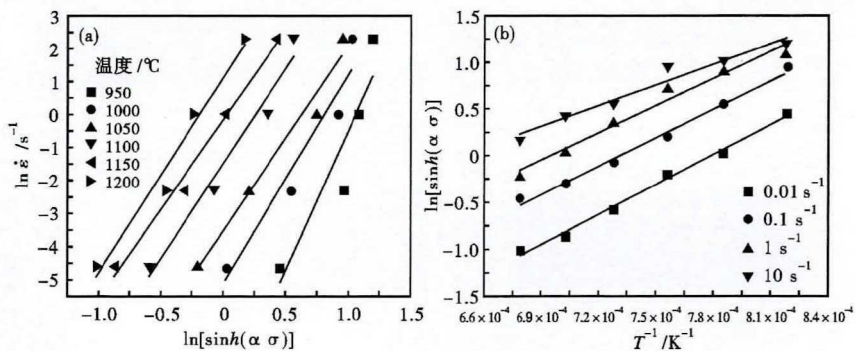 (a)
温度/℃
■ 950
● 1000
▲ 1050
▼ 1100
◀ 1150
▶ 1200
3
2
1
0
-1
-2
-3
-4
-5
ln ε̇ /s⁻¹
-1.0 -0.5 0 0.5 1.0 1.5
ln[sinh(α σ)]
(b)
1.5
1.0
0.5
0
-0.5
-1.0
-1.5
ln[sinh(α σ)]
■ 0.01 s⁻¹
● 0.1 s⁻¹
▲ 1 s⁻¹
▼ 10 s⁻¹
6.6×10⁻⁴ 6.9×10⁻⁴ 7.2×10⁻⁴ 7.5×10⁻⁴ 7.8×10⁻⁴ 8.1×10⁻⁴ 8.4×10⁻⁴
T⁻¹/K⁻¹